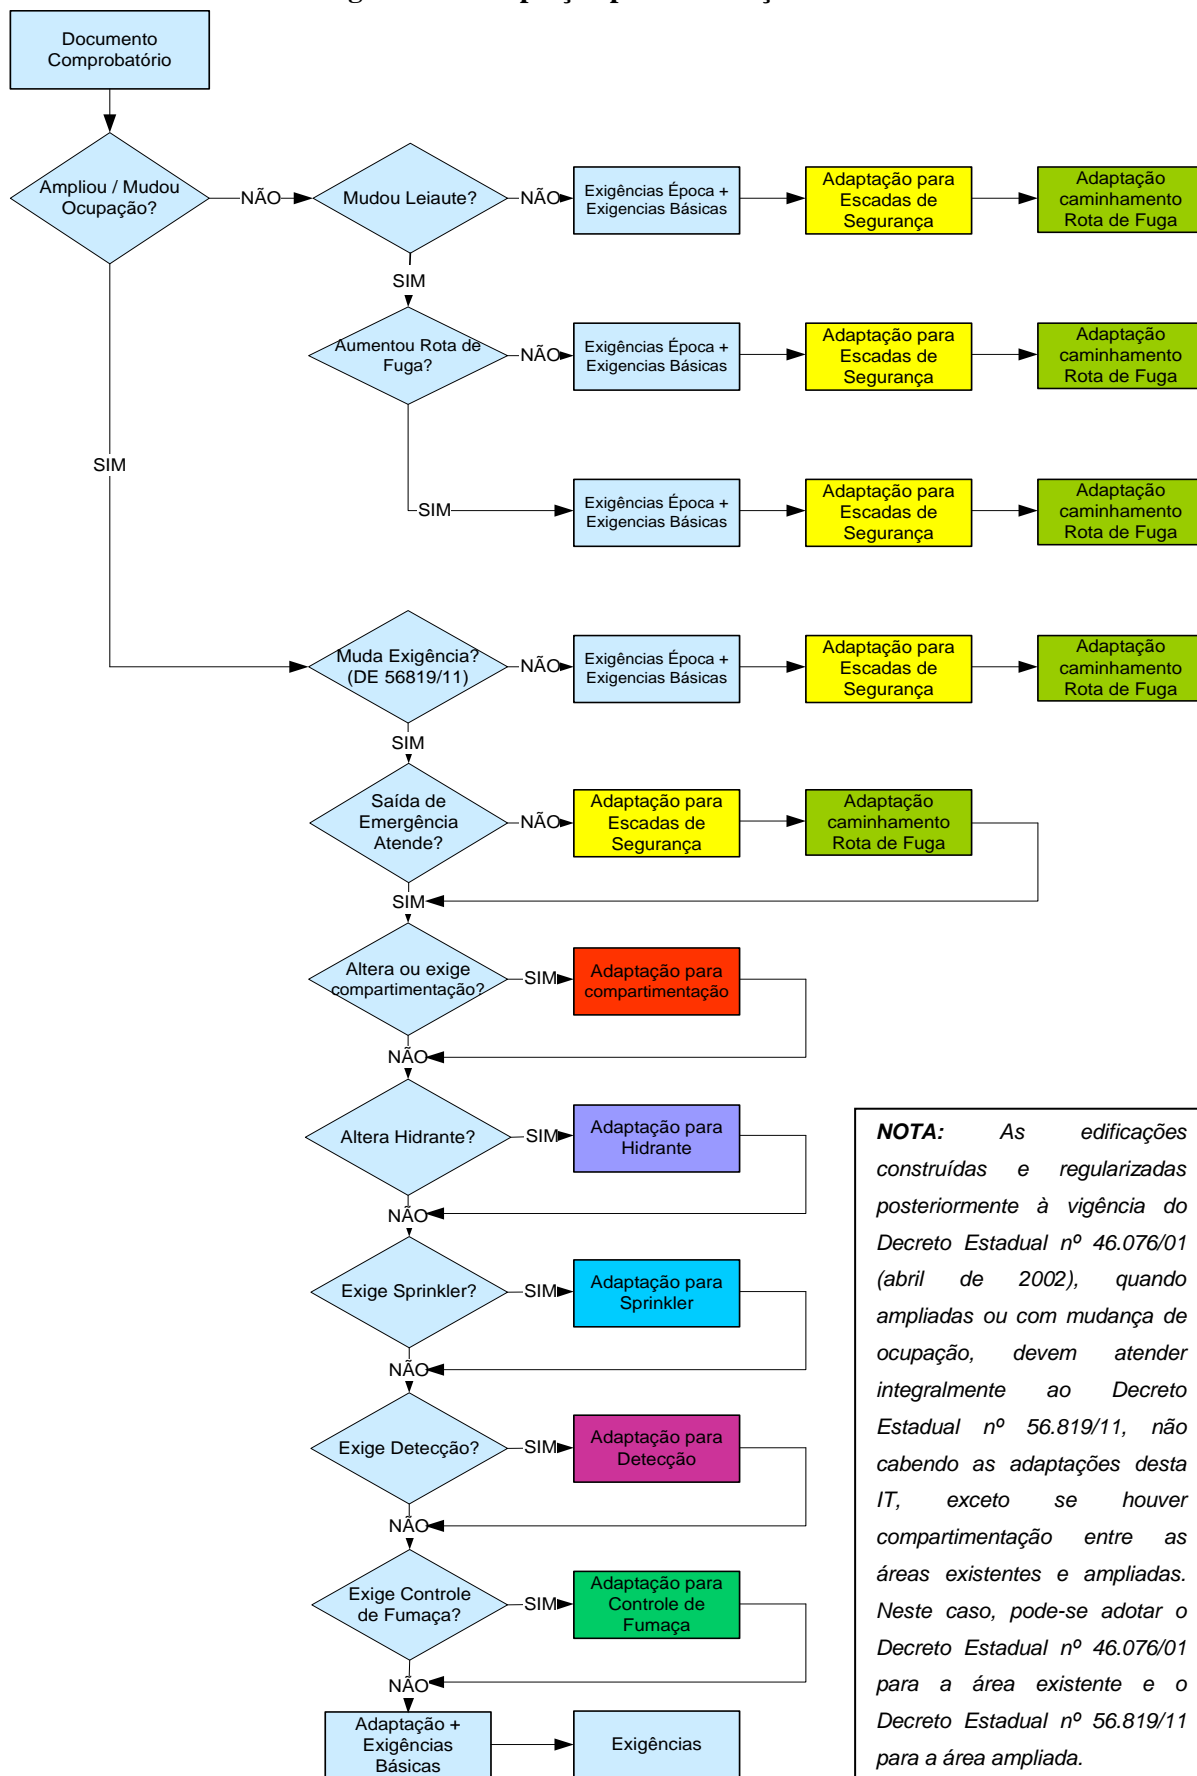 Documento
Comprobatório
Ampliou / Mudou
Ocupação?
NÃO
Mudou Leiaute?
NÃO
Exigências Época +
Exigencias Básicas
Adaptação para
Escadas de
Segurança
Adaptação
caminhamento
Rota de Fuga
SIM
Aumentou Rota de
Fuga?
NÃO
Exigências Época +
Exigencias Básicas
Adaptação para
Escadas de
Segurança
Adaptação
caminhamento
Rota de Fuga
SIM
SIM
Exigências Época +
Exigencias Básicas
Adaptação para
Escadas de
Segurança
Adaptação
caminhamento
Rota de Fuga
Muda Exigência?
(DE 56819/11)
NÃO
Exigências Época +
Exigencias Básicas
Adaptação para
Escadas de
Segurança
Adaptação
caminhamento
Rota de Fuga
SIM
Saída de
Emergência
Atende?
NÃO
Adaptação para
Escadas de
Segurança
Adaptação
caminhamento
Rota de Fuga
SIM
Altera ou exige
compartimentação?
SIM
Adaptação para
compartimentação
NÃO
Altera Hidrante?
SIM
Adaptação para
Hidrante
NÃO
Exige Sprinkler?
SIM
Adaptação para
Sprinkler
NÃO
Exige Detecção?
SIM
Adaptação para
Detecção
NÃO
Exige Controle
de Fumaça?
SIM
Adaptação para
Controle de
Fumaça
NÃO
Adaptação +
Exigências
Básicas
Exigências
NOTA: As edificações
construídas e regularizadas
posteriormente à vigência do
Decreto Estadual nº 46.076/01
(abril de 2002), quando
ampliadas ou com mudança de
ocupação, devem atender
integralmente ao Decreto
Estadual nº 56.819/11, não
cabendo as adaptações desta
IT, exceto se houver
compartimentação entre as
áreas existentes e ampliadas.
Neste caso, pode-se adotar o
Decreto Estadual nº 46.076/01
para a área existente e o
Decreto Estadual nº 56.819/11
para a área ampliada.